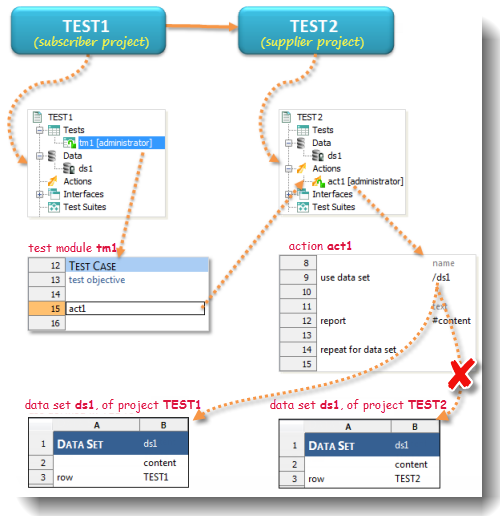 TEST1
(subscriber project)
TEST2
(supplier project)
TEST1
Tests
tm1 [administrator]
Data
ds1
Actions
Interfaces
Test Suites
TEST2
Tests
Data
ds1
Actions
act1 [administrator]
Interfaces
Test Suites
test module tm1
12 TEST CASE
13 test objective
14
15 act1
16
action act1
8 name
9 use data set /ds1
10
11 text
12 report #content
13
14 repeat for data set
15
data set ds1, of project TEST1
A B
1 DATA SET ds1
2 content
3 row TEST1
data set ds1, of project TEST2
A B
1 DATA SET ds1
2 content
3 row TEST2